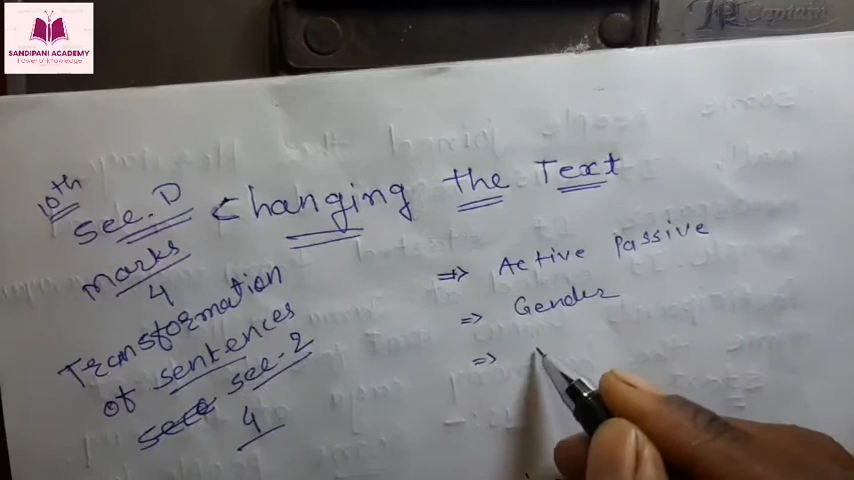 SANDIPANI ACADEMY
Power of knowledge
10th
Sec. D Changing the Text
Marks
4
Transformation
of sentences
sec-2
4
⇒ Active Passive
⇒ Gender
⇒